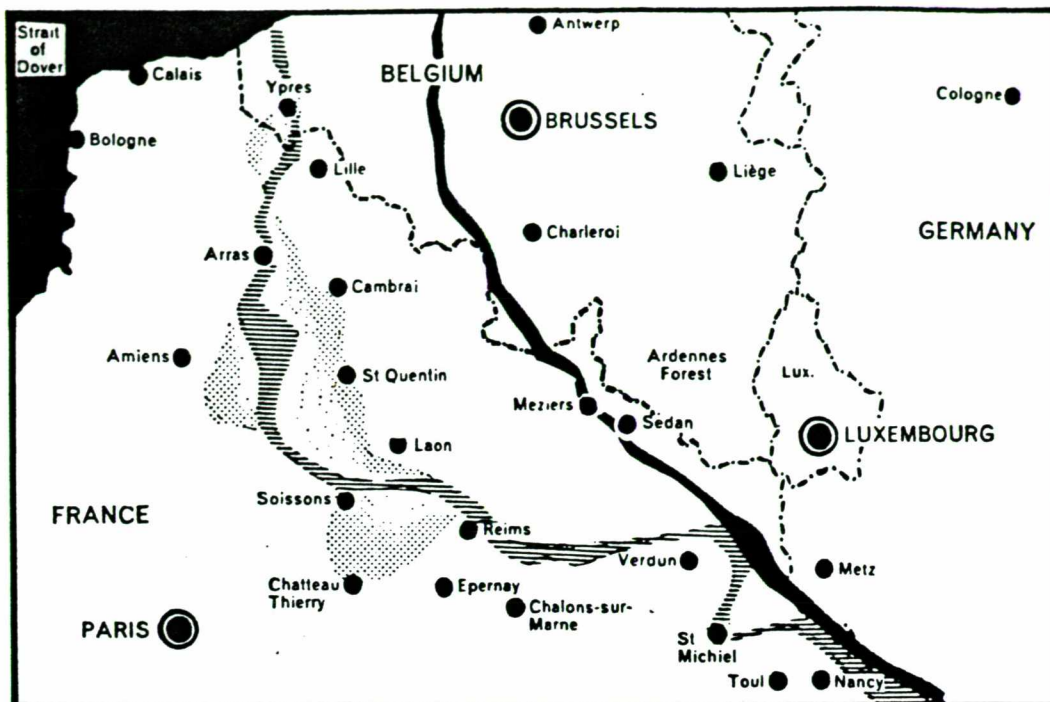 Strait
of
Dover
Antwerp
Calais
BELGIUM
Ypres
Cologne
BRUSSELS
Bologne
Lille
Liège
Charleroi
GERMANY
Arras
Cambrai
Amiens
Ardennes
Forest
Lux.
St Quentin
Meziers
Sedan
LUXEMBOURG
Laon
Soissons
FRANCE
Reims
Verdun
Metz
Chatteau
Thierry
Epernay
Chalons-sur-
Marne
PARIS
St
Michiel
Toul
Nancy